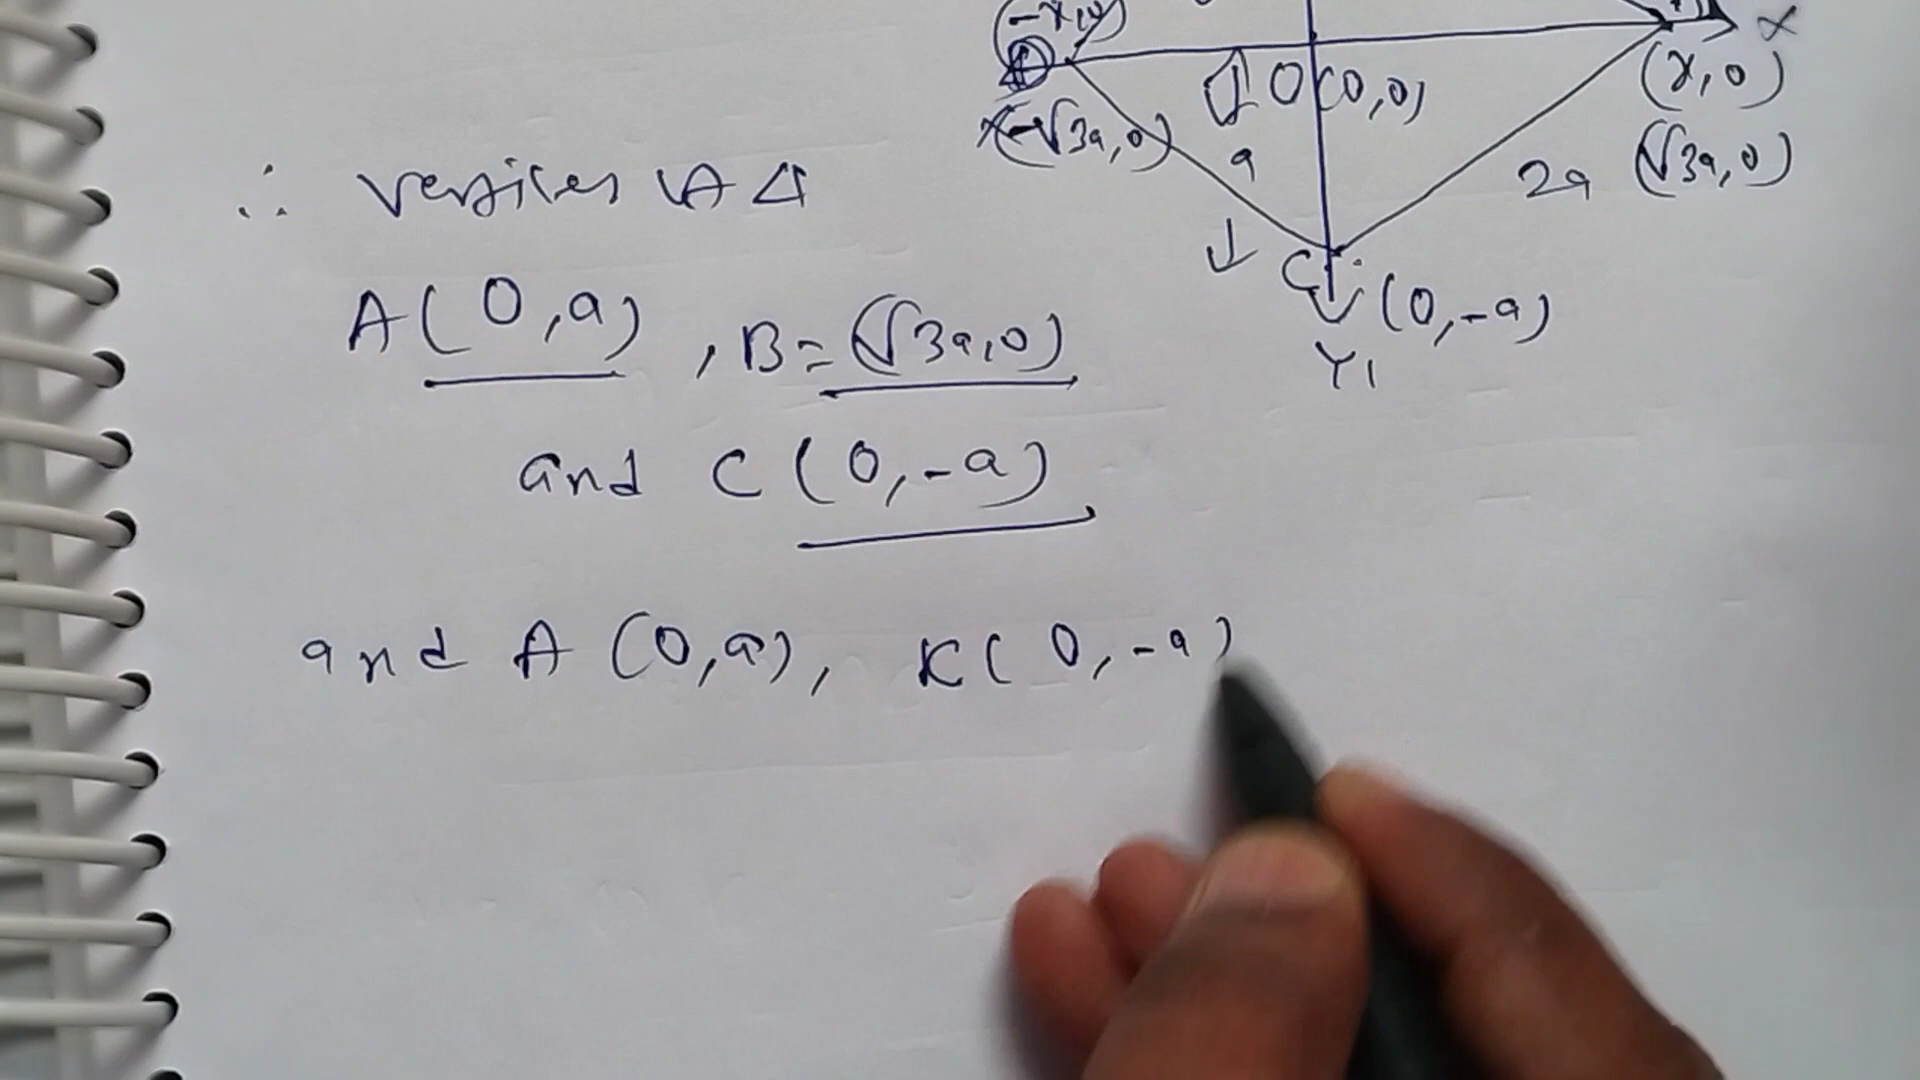 (-x,0)
X
O(0,0)
(x,0)
(-√3a,0)
a
2a
(√3a,0)
∴ vertices Δ
C
(0,-a)
Y1
A(0,a), B=(√3a,0)
and C(0,-a)
and A(0,a), K(0,-a)